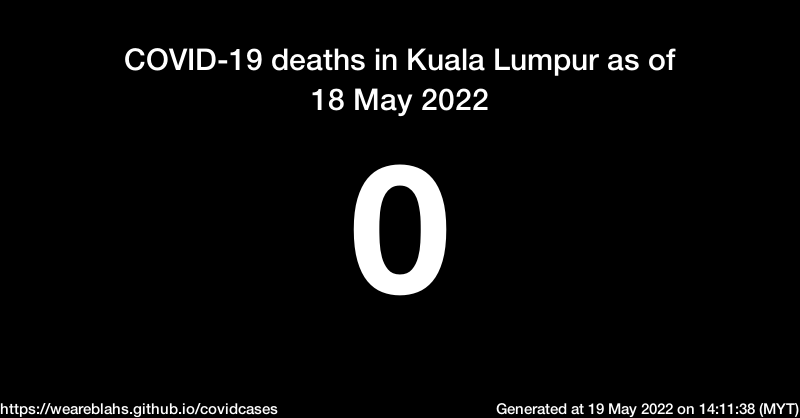 COVID-19 deaths in Kuala Lumpur as of
18 May 2022
0
https://weareblahs.github.io/covidcases
Generated at 19 May 2022 on 14:11:38 (MYT)